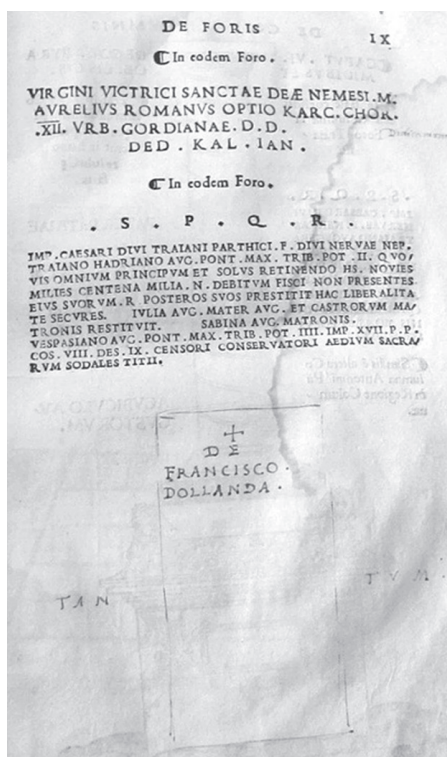 DE FORIS
IX
☾In eodem Foro.
VIRGINI VICTRICI SANCTAE DEÆ NEMESI.M.
AVRELIVS ROMANVS OPTIO KARC.CHOR.
.XII. VRB. GORDIANAE. D.D.
DED. KAL. IAN.
☾In eodem Foro.
. S. P. Q. R.
IMP. CAESARI DIVI TRAIANI PARTHICI. F. DIVI NERVAE NEP.
TRAIANO HADRIANO AVG. PONT. MAX. TRIB. POT. II. QVO/
VIS OMNIVM PRINCIPVM ET SOLVS RETINENDO HS. NOVIES
MILIES CENTENA MILIA. N. DEBITVM FISCI NON PRESENTES
EIVS SVORVM. R POSTEROS SVOS PRESTITIT HAC LIBERALITA
TE SECVRES. IVLIA AVG. MATER AVG. ET CASTRORVM MA/
TRONIS RESTITVIT. SABINA AVG. MATRONIS.
VESPASIANO AVG. PONT. MAX. TRIB. POT. IIII. IMP. XVII. P. P.
COS. VIII. DES. IX. CENSORI CONSERVATORI AEDIVM SACRA/
RVM SODALES TITII.
DE
FRANCISCO.
DOLLANDA.
TAN TVM.